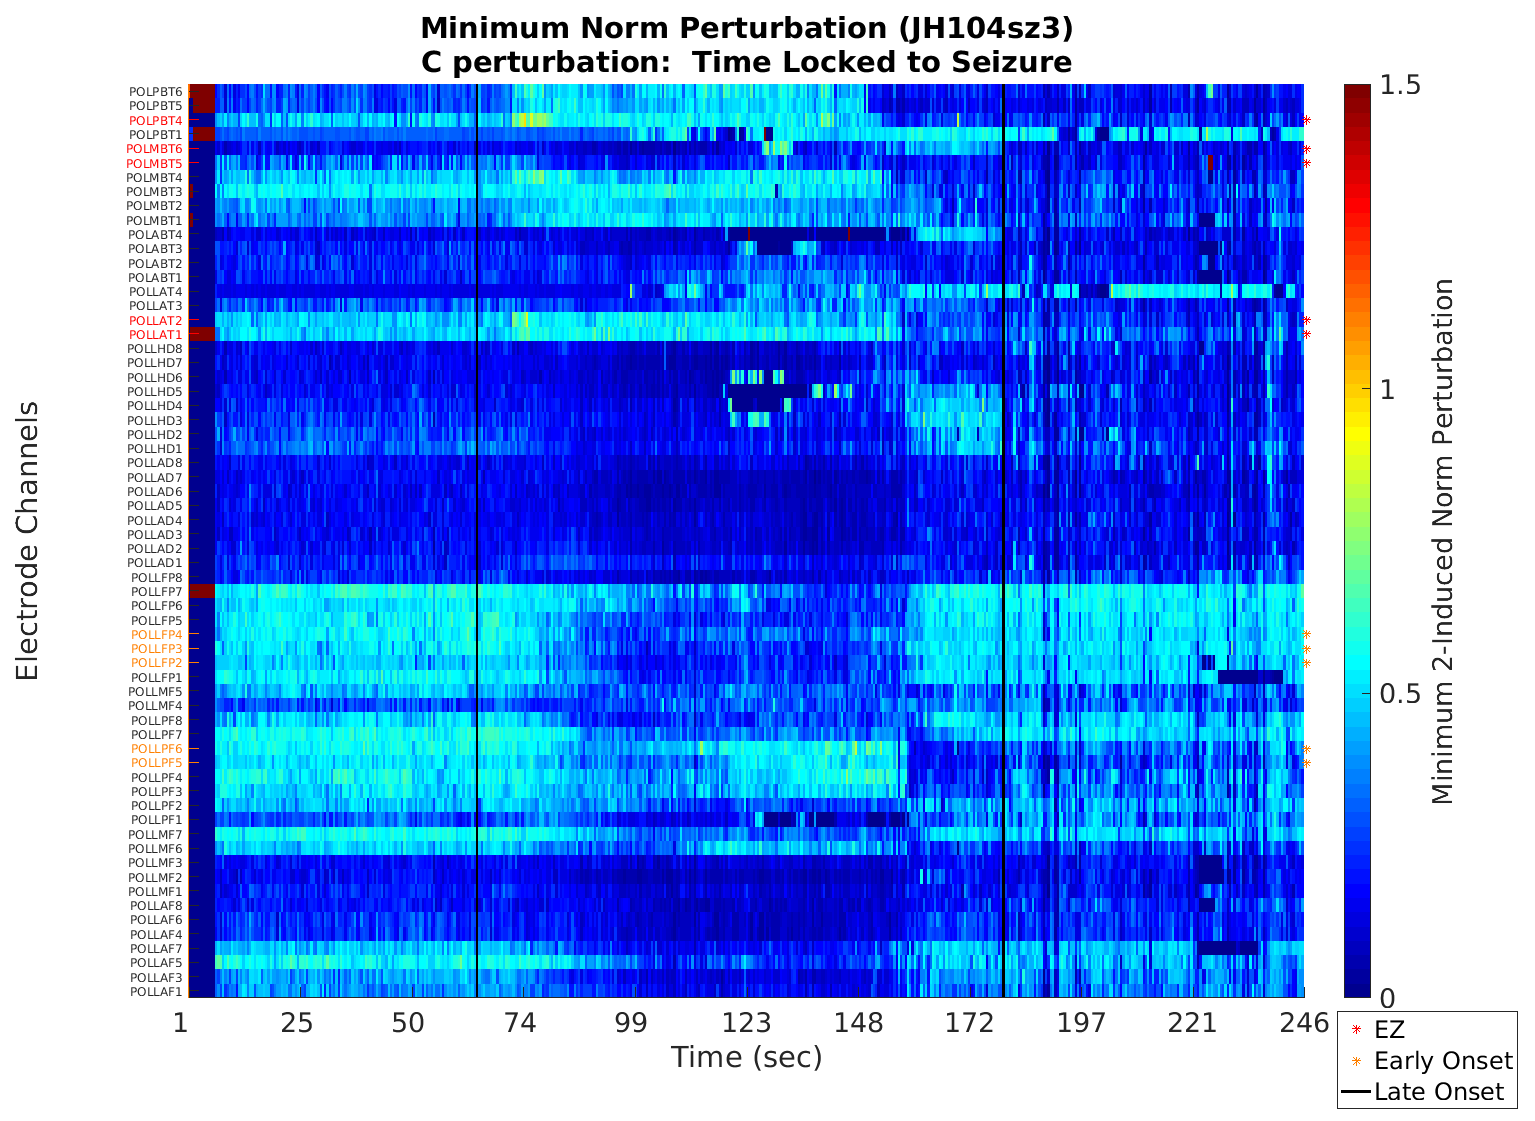 Minimum Norm Perturbation (JH104sz3)
C perturbation:  Time Locked to Seizure
Electrode Channels
POLPBT6
POLPBT5
POLPBT4
POLPBT1
POLMBT6
POLMBT5
POLMBT4
POLMBT3
POLMBT2
POLMBT1
POLABT4
POLABT3
POLABT2
POLABT1
POLLAT4
POLLAT3
POLLAT2
POLLAT1
POLLHD8
POLLHD7
POLLHD6
POLLHD5
POLLHD4
POLLHD3
POLLHD2
POLLHD1
POLLAD8
POLLAD7
POLLAD6
POLLAD5
POLLAD4
POLLAD3
POLLAD2
POLLAD1
POLLFP8
POLLFP7
POLLFP6
POLLFP5
POLLFP4
POLLFP3
POLLFP2
POLLFP1
POLLMF5
POLLMF4
POLLPF8
POLLPF7
POLLPF6
POLLPF5
POLLPF4
POLLPF3
POLLPF2
POLLPF1
POLLMF7
POLLMF6
POLLMF3
POLLMF2
POLLMF1
POLLAF8
POLLAF6
POLLAF4
POLLAF7
POLLAF5
POLLAF3
POLLAF1
1 25 50 74 99 123 148 172 197 221 246
Time (sec)
1.5
1
0.5
0
Minimum 2-Induced Norm Perturbation
EZ
Early Onset
Late Onset